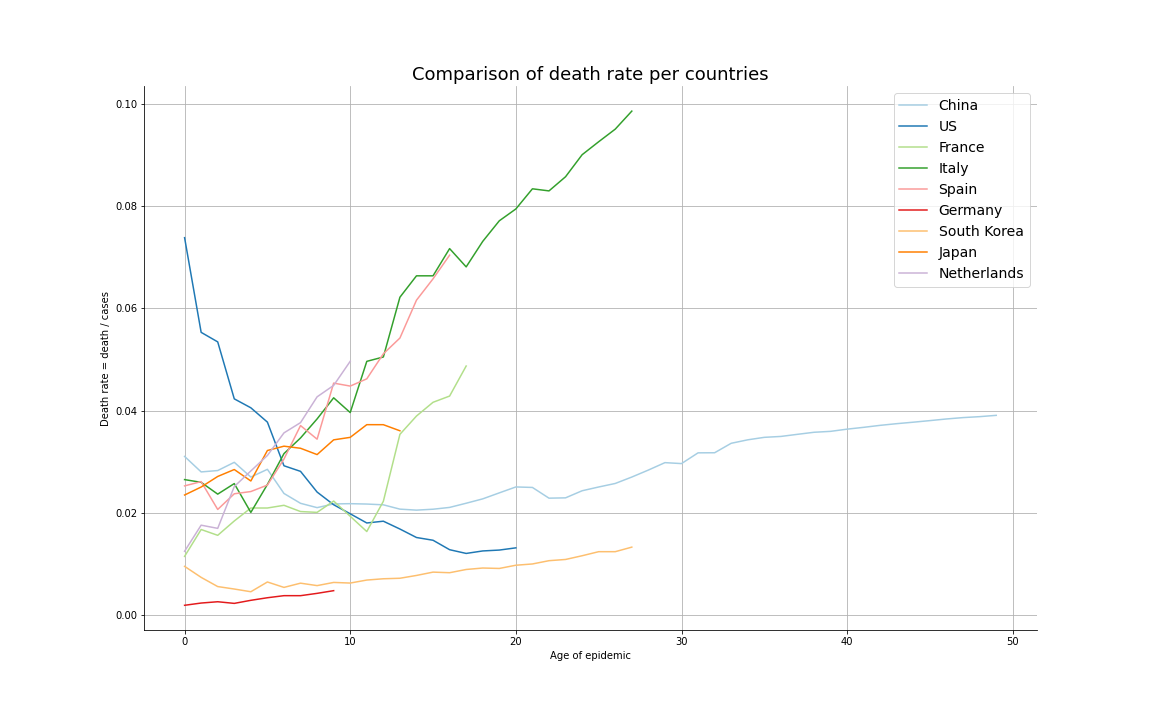 Comparison of death rate per countries
0.10
0.08
0.06
0.04
0.02
0.00
Death rate = death / cases
China
US
France
Italy
Spain
Germany
South Korea
Japan
Netherlands
0 10 20 30 40 50
Age of epidemic